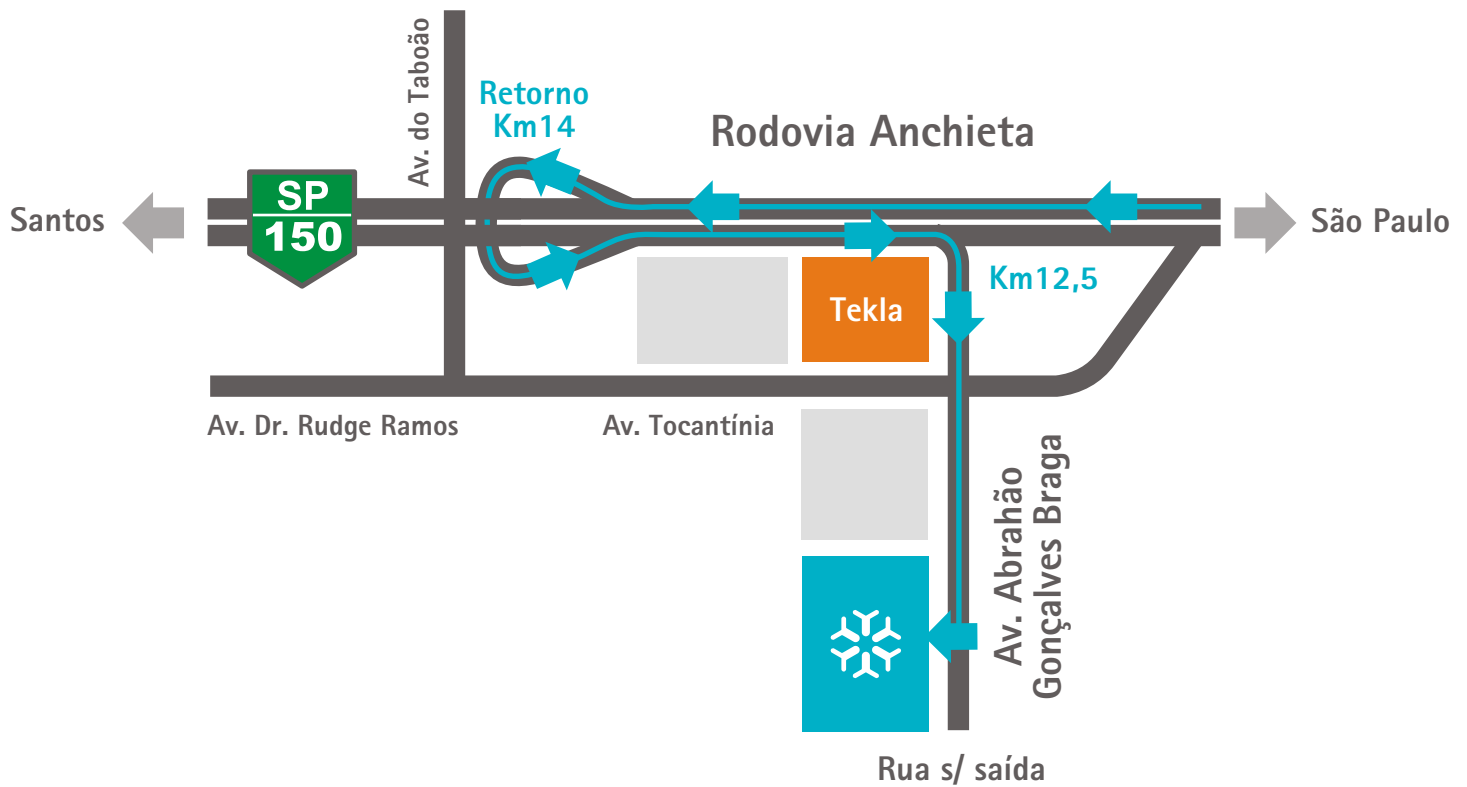 Av. do Taboão
Retorno
Km14
Rodovia Anchieta
SP
150
Santos
São Paulo
Km12,5
Tekla
Av. Dr. Rudge Ramos
Av. Tocantínia
Av. Abrahão
Gonçalves Braga
Rua s/ saída